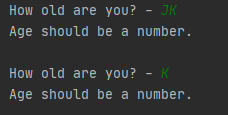 How old are you? - JK
Age should be a number.
How old are you? - K
Age should be a number.